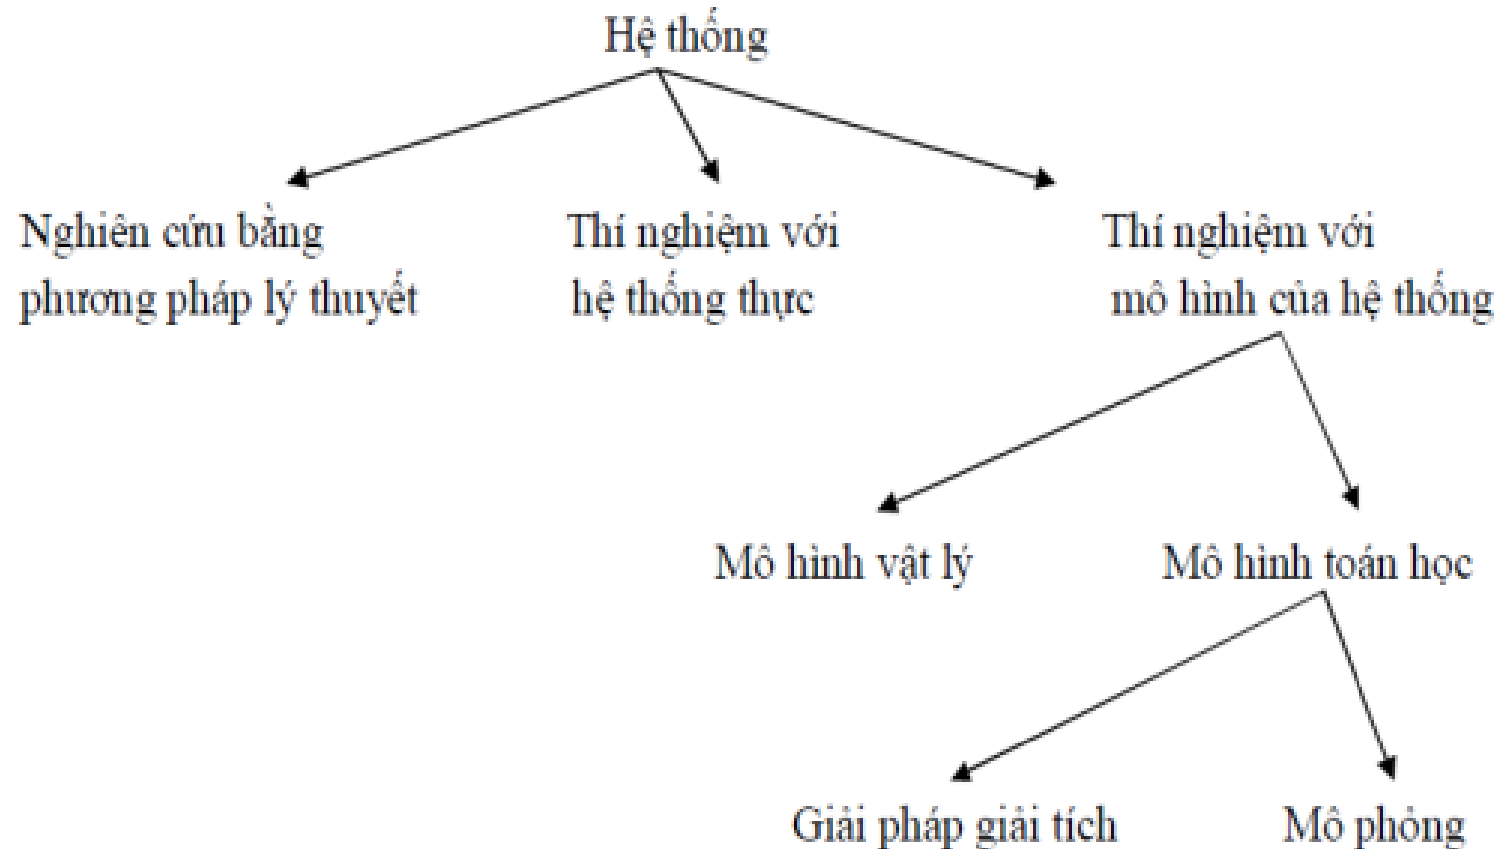 Hệ thống
Nghiên cứu bằng
phương pháp lý thuyết
Thí nghiệm với
hệ thống thực
Thí nghiệm với
mô hình của hệ thống
Mô hình vật lý
Mô hình toán học
Giải pháp giải tích
Mô phỏng